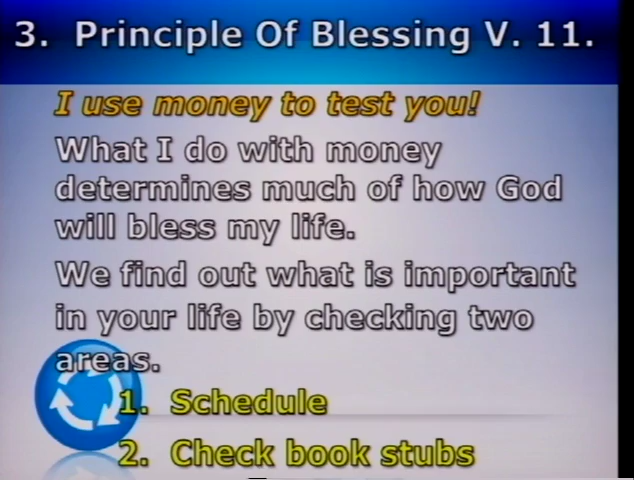 3. Principle Of Blessing V. 11.
I use money to test you!
What I do with money
determines much of how God
will bless my life.
We find out what is important
in your life by checking two
areas.
1. Schedule
2. Check book stubs